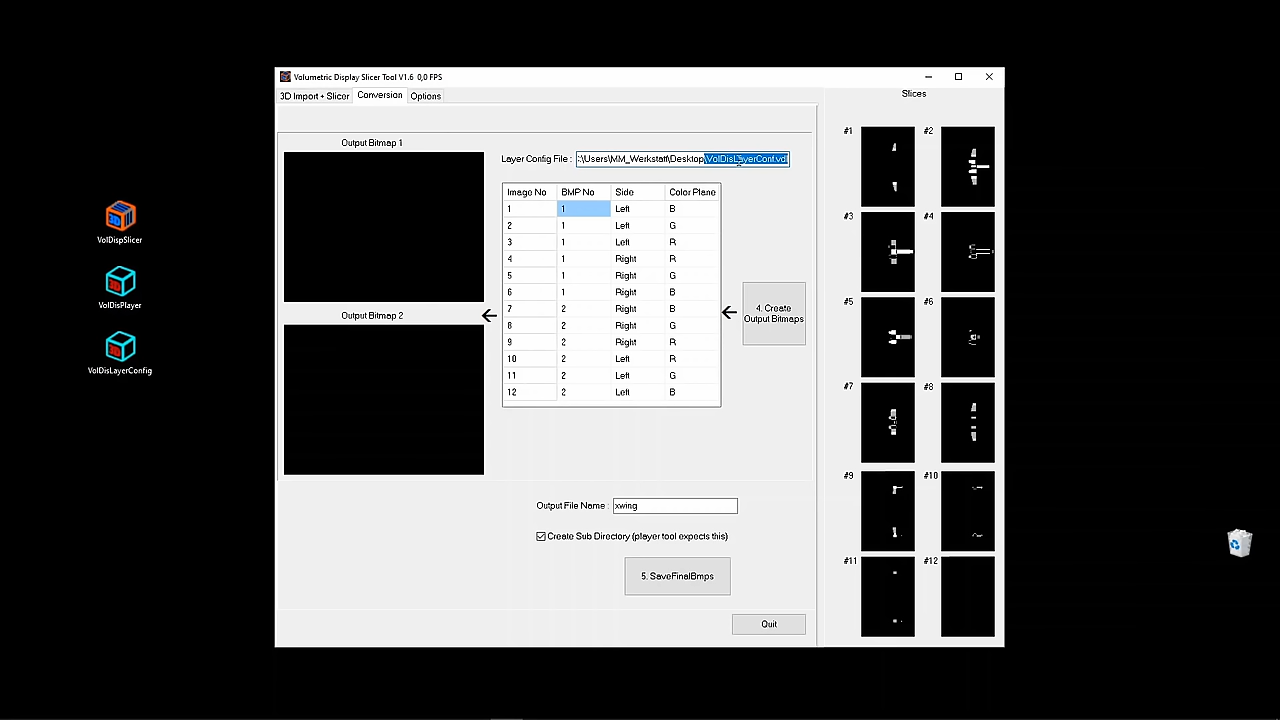 Volumetric Display Slicer Tool V1.6 0,0 FPS
3D Import + Slicer Conversion Options
Slices
Output Bitmap 1
Layer Config File : :\Users\MM_Werkstatt\Desktop\VolDisLayerConf.vdl
Image No BMP No Side Color Plane
1 1 Left B
2 1 Left G
3 1 Left R
4 1 Right R
5 1 Right G
6 1 Right B
7 2 Right B
8 2 Right G
9 2 Right R
10 2 Left R
11 2 Left G
12 2 Left B
Output Bitmap 2
4. Create
Output Bitmaps
Output File Name : xwing
Create Sub Directory (player tool expects this)
5. SaveFinalBmps
Quit
#1 #2
#3 #4
#5 #6
#7 #8
#9 #10
#11 #12
VolDispSlicer
3D
VolDisPlayer
3D
VolDisLayerConfig
3D